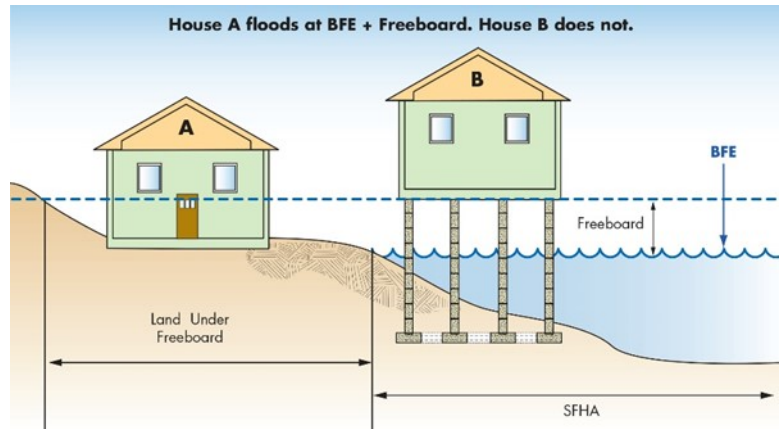 House A floods at BFE + Freeboard. House B does not.
A
B
BFE
Freeboard
Land Under
Freeboard
SFHA